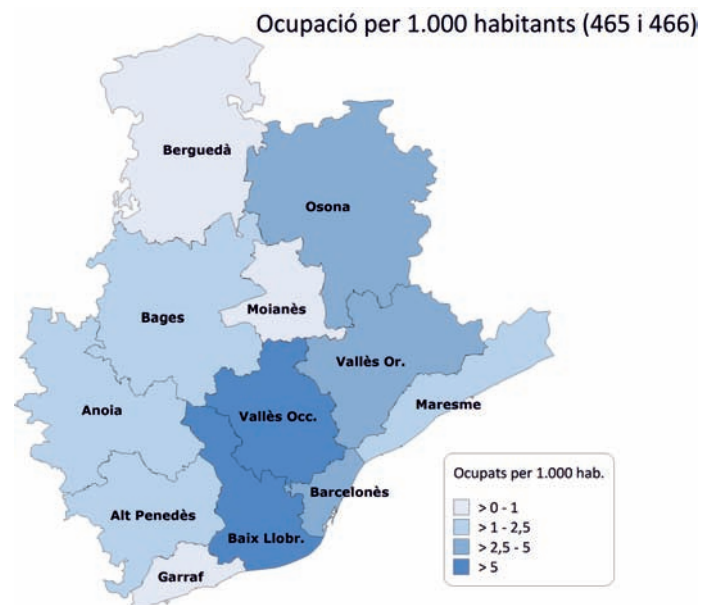 Ocupació per 1.000 habitants (465 i 466)
Berguedà
Osona
Moianès
Bages
Vallès Or.
Anoia
Vallès Occ.
Maresme
Ocupats per 1.000 hab.
> 0 - 1
> 1 - 2,5
> 2,5 - 5
> 5
Barcelonès
Alt Penedès
Baix Llobr.
Garraf